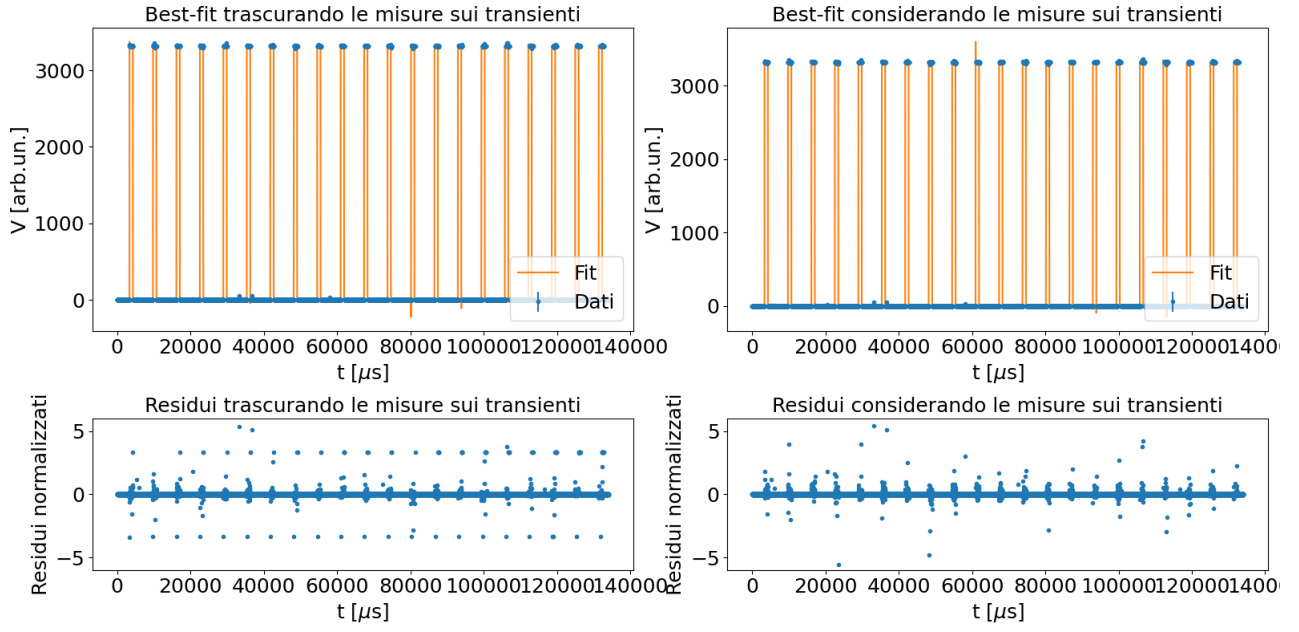 Best-fit trascurando le misure sui transienti
V [arb.un.]
3000
2000
1000
0
Fit
Dati
0 20000 40000 60000 80000 100000 120000 140000
t [μs]
Best-fit considerando le misure sui transienti
V [arb.un.]
3000
2000
1000
0
Fit
Dati
0 20000 40000 60000 80000 100000 120000 14000
t [μs]
Residui trascurando le misure sui transienti
Residui normalizzati
5
0
−5
0 20000 40000 60000 80000 100000 120000 140000
t [μs]
Residui considerando le misure sui transienti
Residui normalizzati
5
0
−5
0 20000 40000 60000 80000 100000 120000 14000
t [μs]